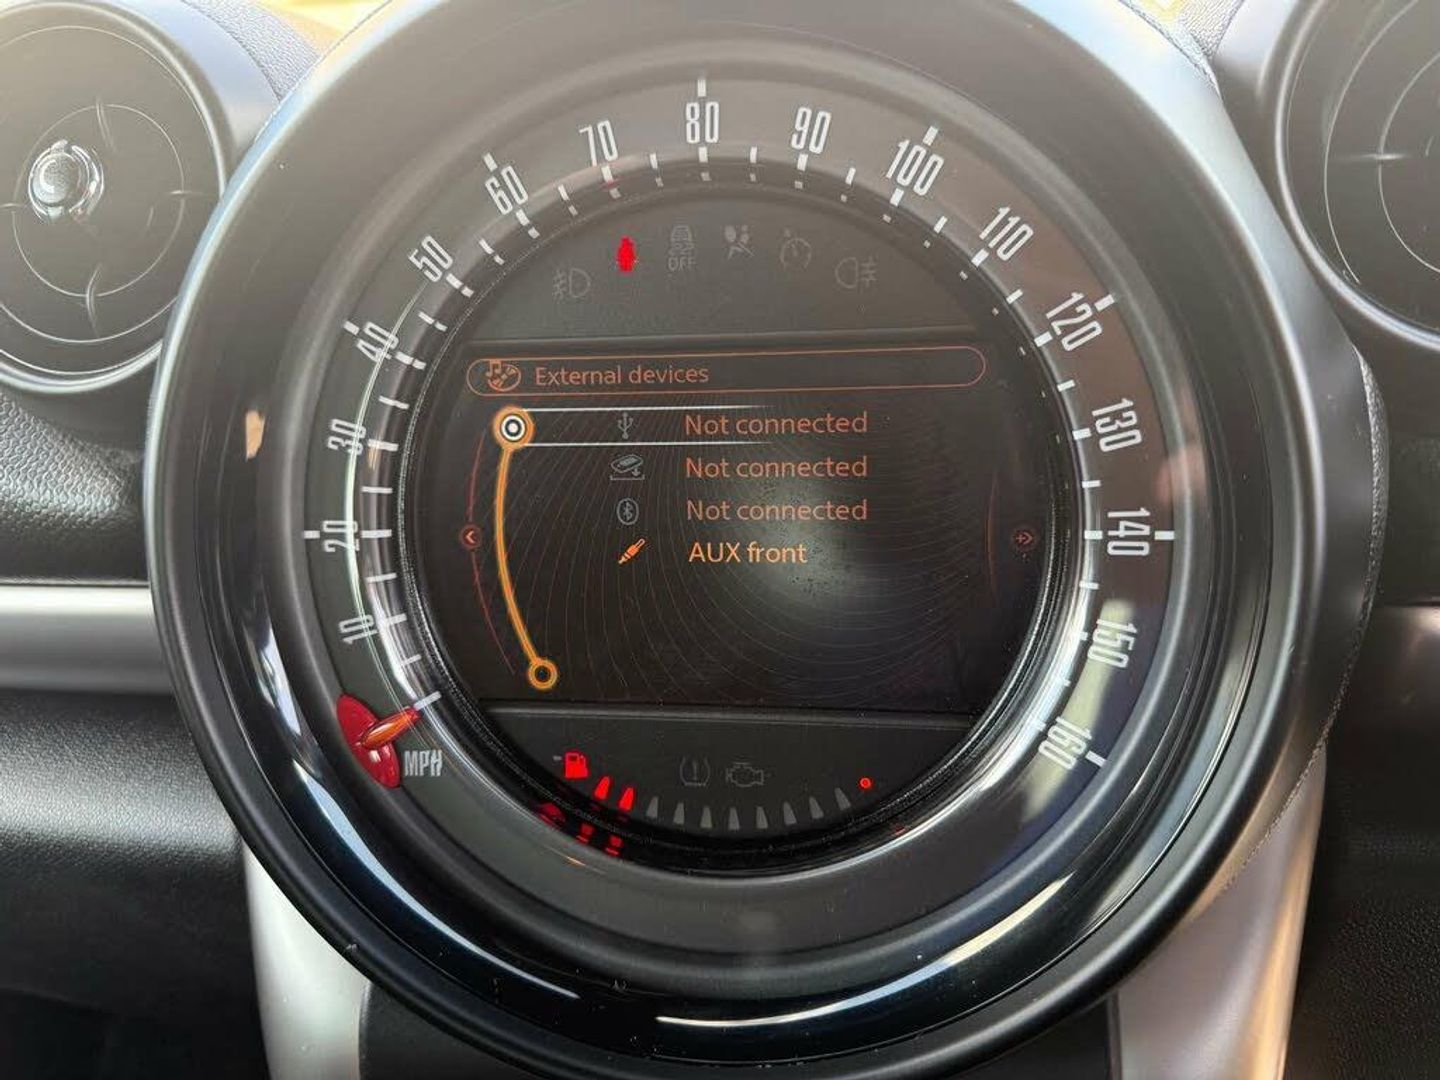 80
70
90
60
100
50
110
40
120
30
130
20
140
10
150
160
MPH
OFF
External devices
Not connected
Not connected
Not connected
AUX front